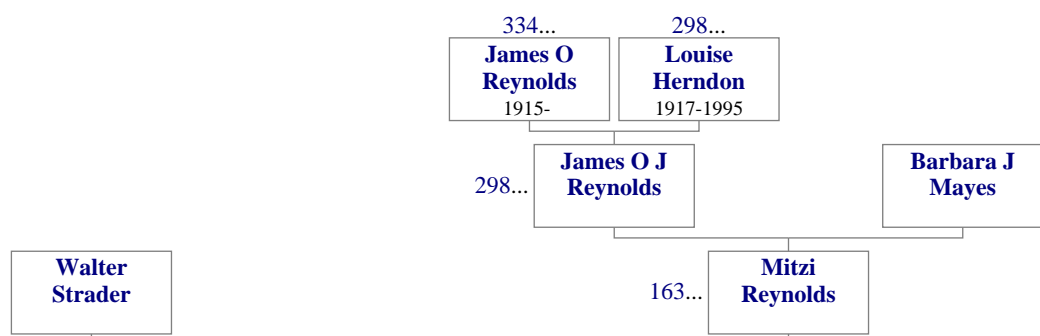 334...
298...
James O
Reynolds
1915-
Louise
Herndon
1917-1995
298...
James O J
Reynolds
Barbara J
Mayes
Walter
Strader
163...
Mitzi
Reynolds